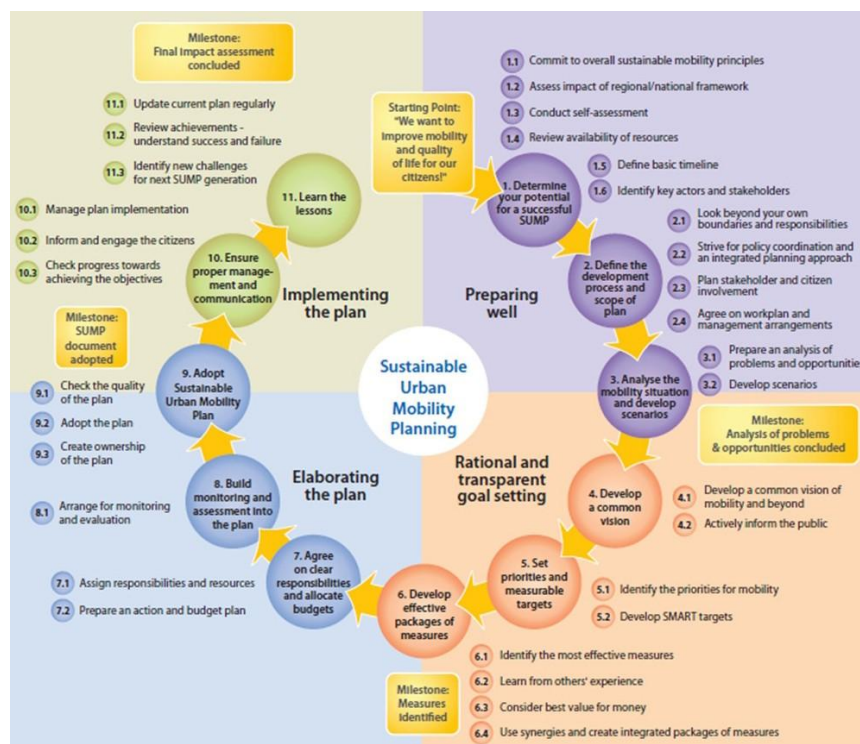 Milestone:
Final impact assessment
concluded
11.1 Update current plan regularly
11.2 Review achievements -
understand success and failure
11.3 Identify new challenges
for next SUMP generation
10.1 Manage plan implementation
10.2 Inform and engage the citizens
10.3 Check progress towards
achieving the objectives
11. Learn the
lessons
10. Ensure
proper manage-
ment and
communication
Implementing
the plan
Starting Point:
"We want to
improve mobility
and quality
of life for our
citizens!"
1.1 Commit to overall sustainable mobility principles
1.2 Assess impact of regional/national framework
1.3 Conduct self-assessment
1.4 Review availability of resources
1.5 Define basic timeline
1.6 Identify key actors and stakeholders
1. Determine
your potential
for a successful
SUMP
2.1 Look beyond your own
boundaries and responsibilities
2.2 Strive for policy coordination and
an integrated planning approach
2.3 Plan stakeholder and citizen
involvement
2.4 Agree on workplan and
management arrangements
2. Define the
development
process and
scope of
plan
Preparing
well
3.1 Prepare an analysis of
problems and opportunities
3.2 Develop scenarios
3. Analyse the
mobility situation
and develop
scenarios
Milestone:
Analysis of problems
& opportunities concluded
Sustainable
Urban
Mobility
Planning
Milestone:
SUMP
document
adopted
9.1 Check the quality
of the plan
9.2 Adopt the plan
9.3 Create ownership
of the plan
9. Adopt
Sustainable
Urban Mobility
Plan
Elaborating
the plan
8. Build
monitoring and
assessment into
the plan
8.1 Arrange for monitoring
and evaluation
7. Agree
on clear
responsibilities
and allocate
budgets
7.1 Assign responsibilities and resources
7.2 Prepare an action and budget plan
Rational and
transparent
goal setting
4. Develop
a common
vision
4.1 Develop a common vision of
mobility and beyond
4.2 Actively inform the public
5. Set
priorities and
measurable
targets
5.1 Identify the priorities for mobility
5.2 Develop SMART targets
6. Develop
effective
packages of
measures
6.1 Identify the most effective measures
6.2 Learn from others' experience
6.3 Consider best value for money
6.4 Use synergies and create integrated packages of measures
Milestone:
Measures
identified